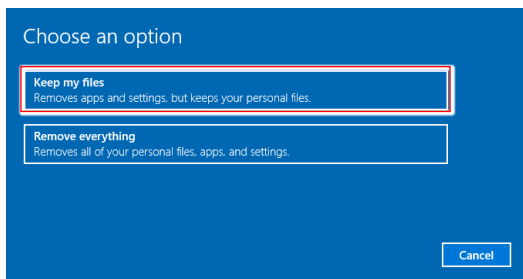 Choose an option
Keep my files
Removes apps and settings, but keeps your personal files.
Remove everything
Removes all of your personal files, apps, and settings.
Cancel